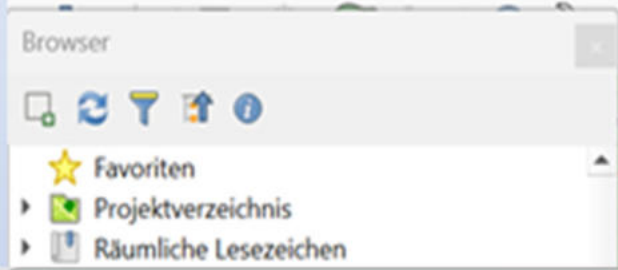 Browser
Favoriten
Projektverzeichnis
Räumliche Lesezeichen